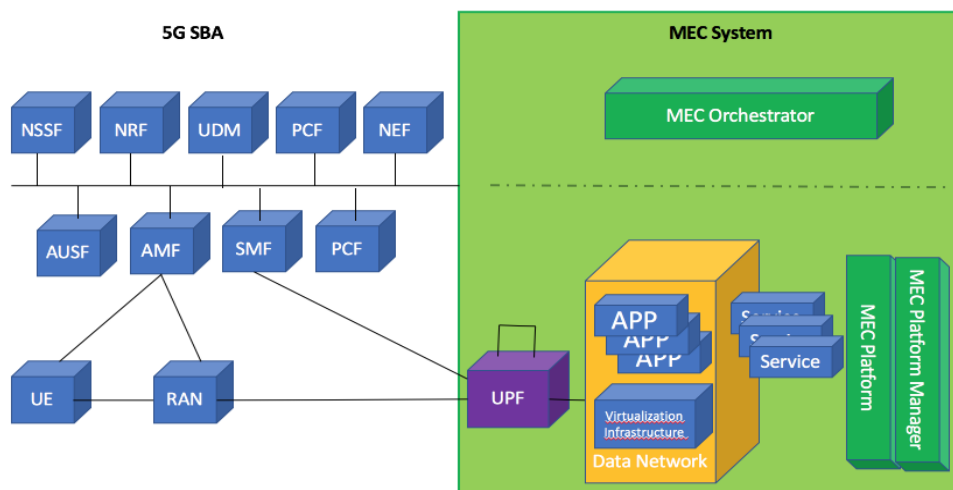 5G SBA
MEC System
NSSF
NRF
UDM
PCF
NEF
MEC Orchestrator
AUSF
AMF
SMF
PCF
APP
APP
APP
Service
Service
MEC Platform
MEC Platform Manager
UE
RAN
UPF
Virtualization
Infrastructure
Data Network